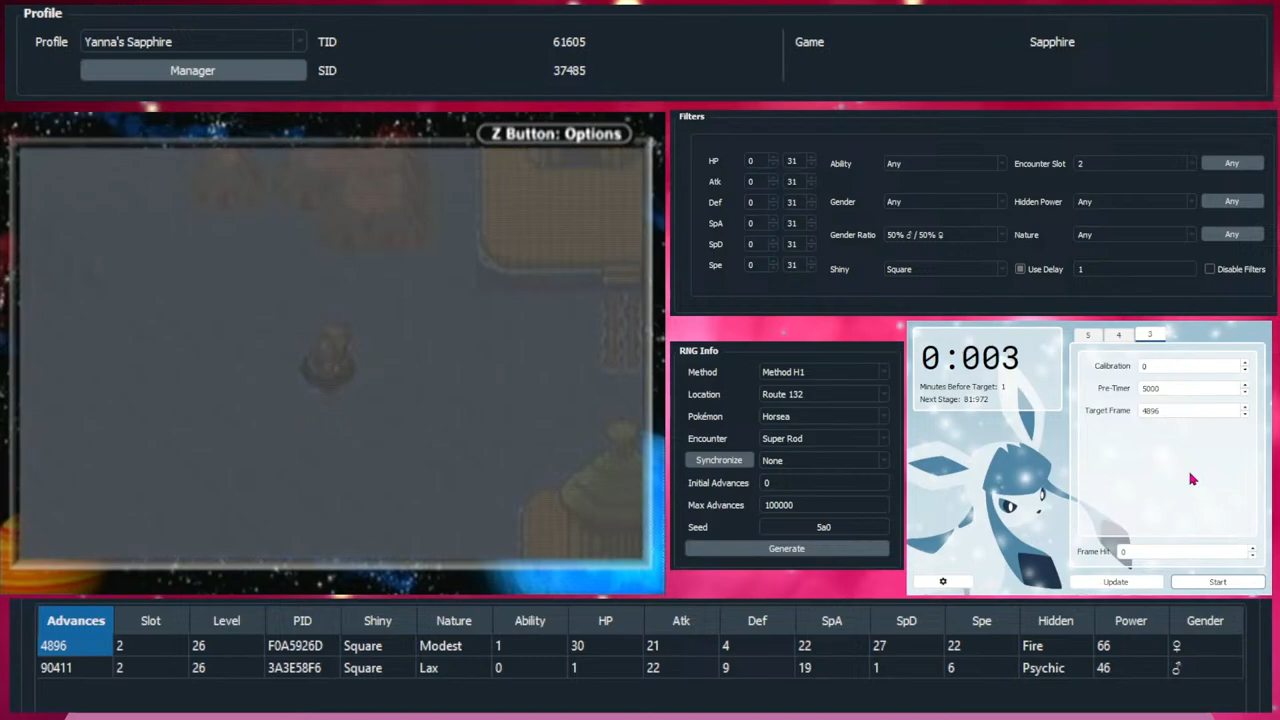 Profile
Profile Yanna's Sapphire TID 61605 Game Sapphire
Manager SID 37485
Z Button: Options
Filters
HP 0 31 Ability Any Encounter Slot 2 Any
Atk 0 31
Def 0 31 Gender Any Hidden Power Any Any
SpA 0 31 Gender Ratio 50% ♂ / 50% ♀ Nature Any Any
SpD 0 31
Spe 0 31 Shiny Square Use Delay 1 Disable Filters
RNG Info
Method Method H1
Location Route 132
Pokémon Horsea
Encounter Super Rod
Synchronize None
Initial Advances 0
Max Advances 100000
Seed 5a0
Generate
0:003
Minutes Before Target: 1
Next Stage: 81:972
5 4 3
Calibration 0
Pre-Timer 5000
Target Frame 4896
Frame Hit 0
Update Start
Advances Slot Level PID Shiny Nature Ability HP Atk Def SpA SpD Spe Hidden Power Gender
4896 2 26 F0A5926D Square Modest 1 30 21 4 22 27 22 Fire 66 ♀
90411 2 26 3A3E58F6 Square Lax 0 1 22 9 19 1 6 Psychic 46 ♂